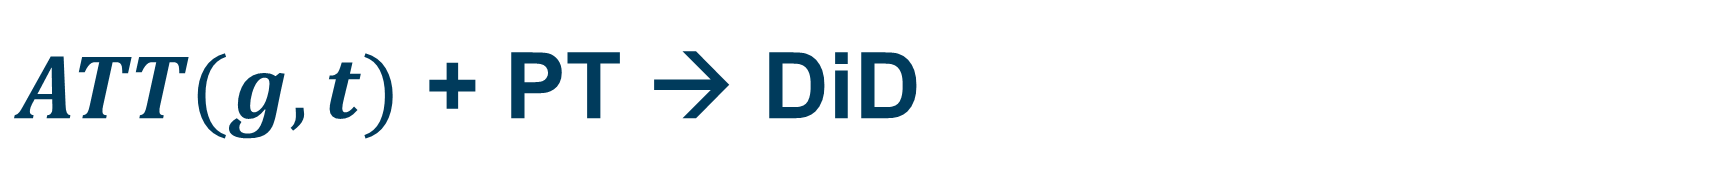 ATT(g,t) + PT → DiD